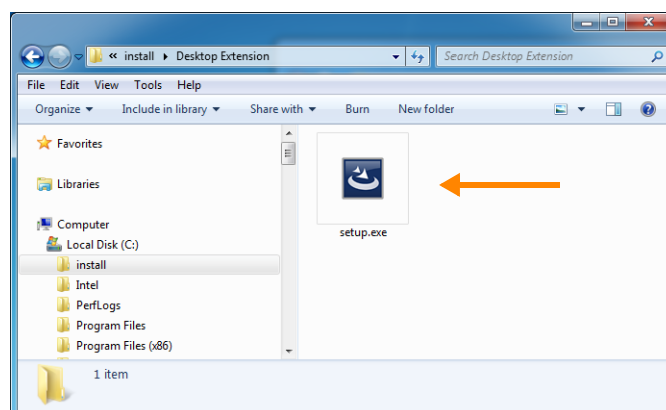 « install ▸ Desktop Extension
Search Desktop Extension
File Edit View Tools Help
Organize Include in library Share with Burn New folder
Favorites
Libraries
Computer
Local Disk (C:)
install
Intel
PerfLogs
Program Files
Program Files (x86)
setup.exe
1 item